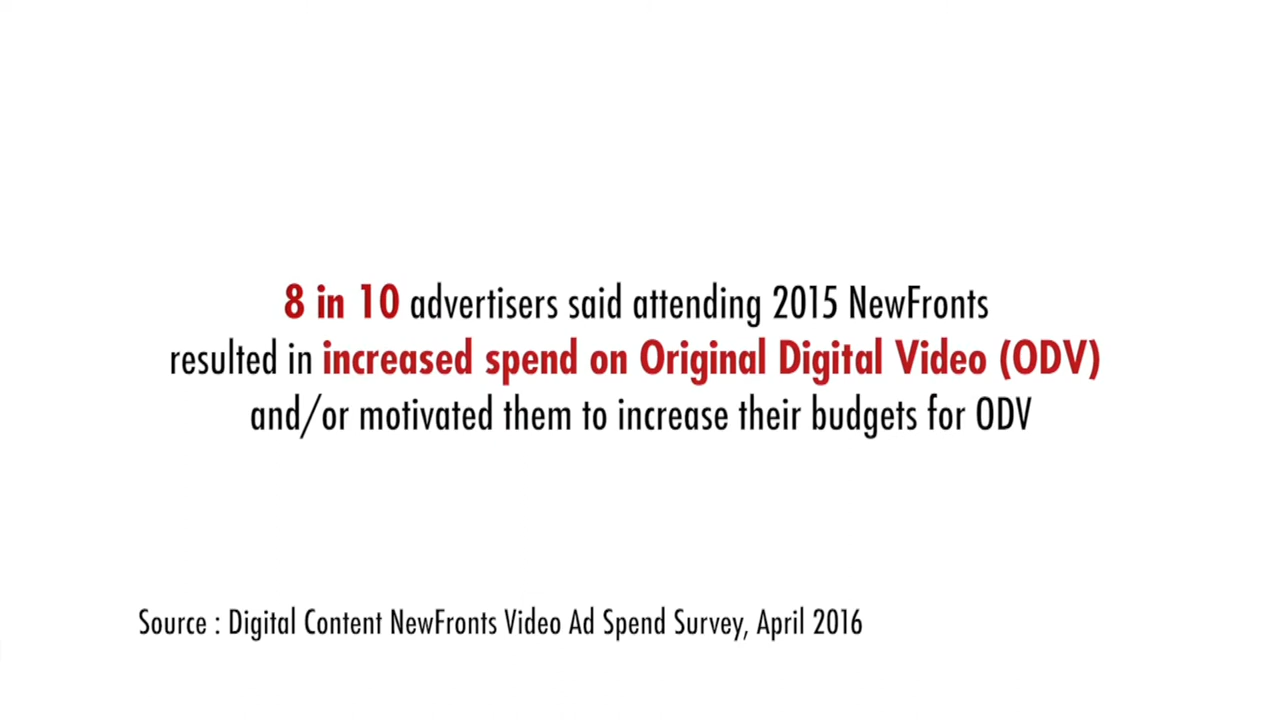 8 in 10 advertisers said attending 2015 NewFronts
resulted in increased spend on Original Digital Video (ODV)
and/or motivated them to increase their budgets for ODV
Source : Digital Content NewFronts Video Ad Spend Survey, April 2016